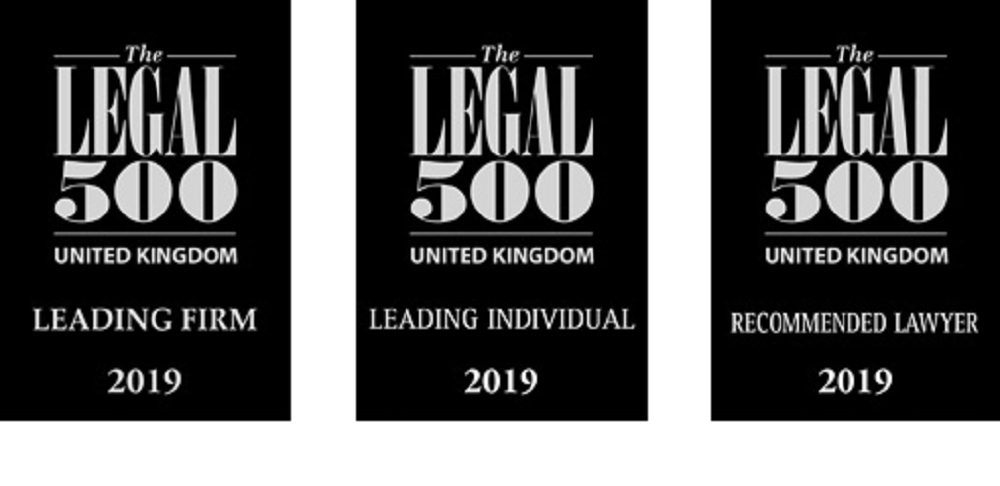 The
LEGAL
500
UNITED KINGDOM
LEADING FIRM
2019
The
LEGAL
500
UNITED KINGDOM
LEADING INDIVIDUAL
2019
The
LEGAL
500
UNITED KINGDOM
RECOMMENDED LAWYER
2019